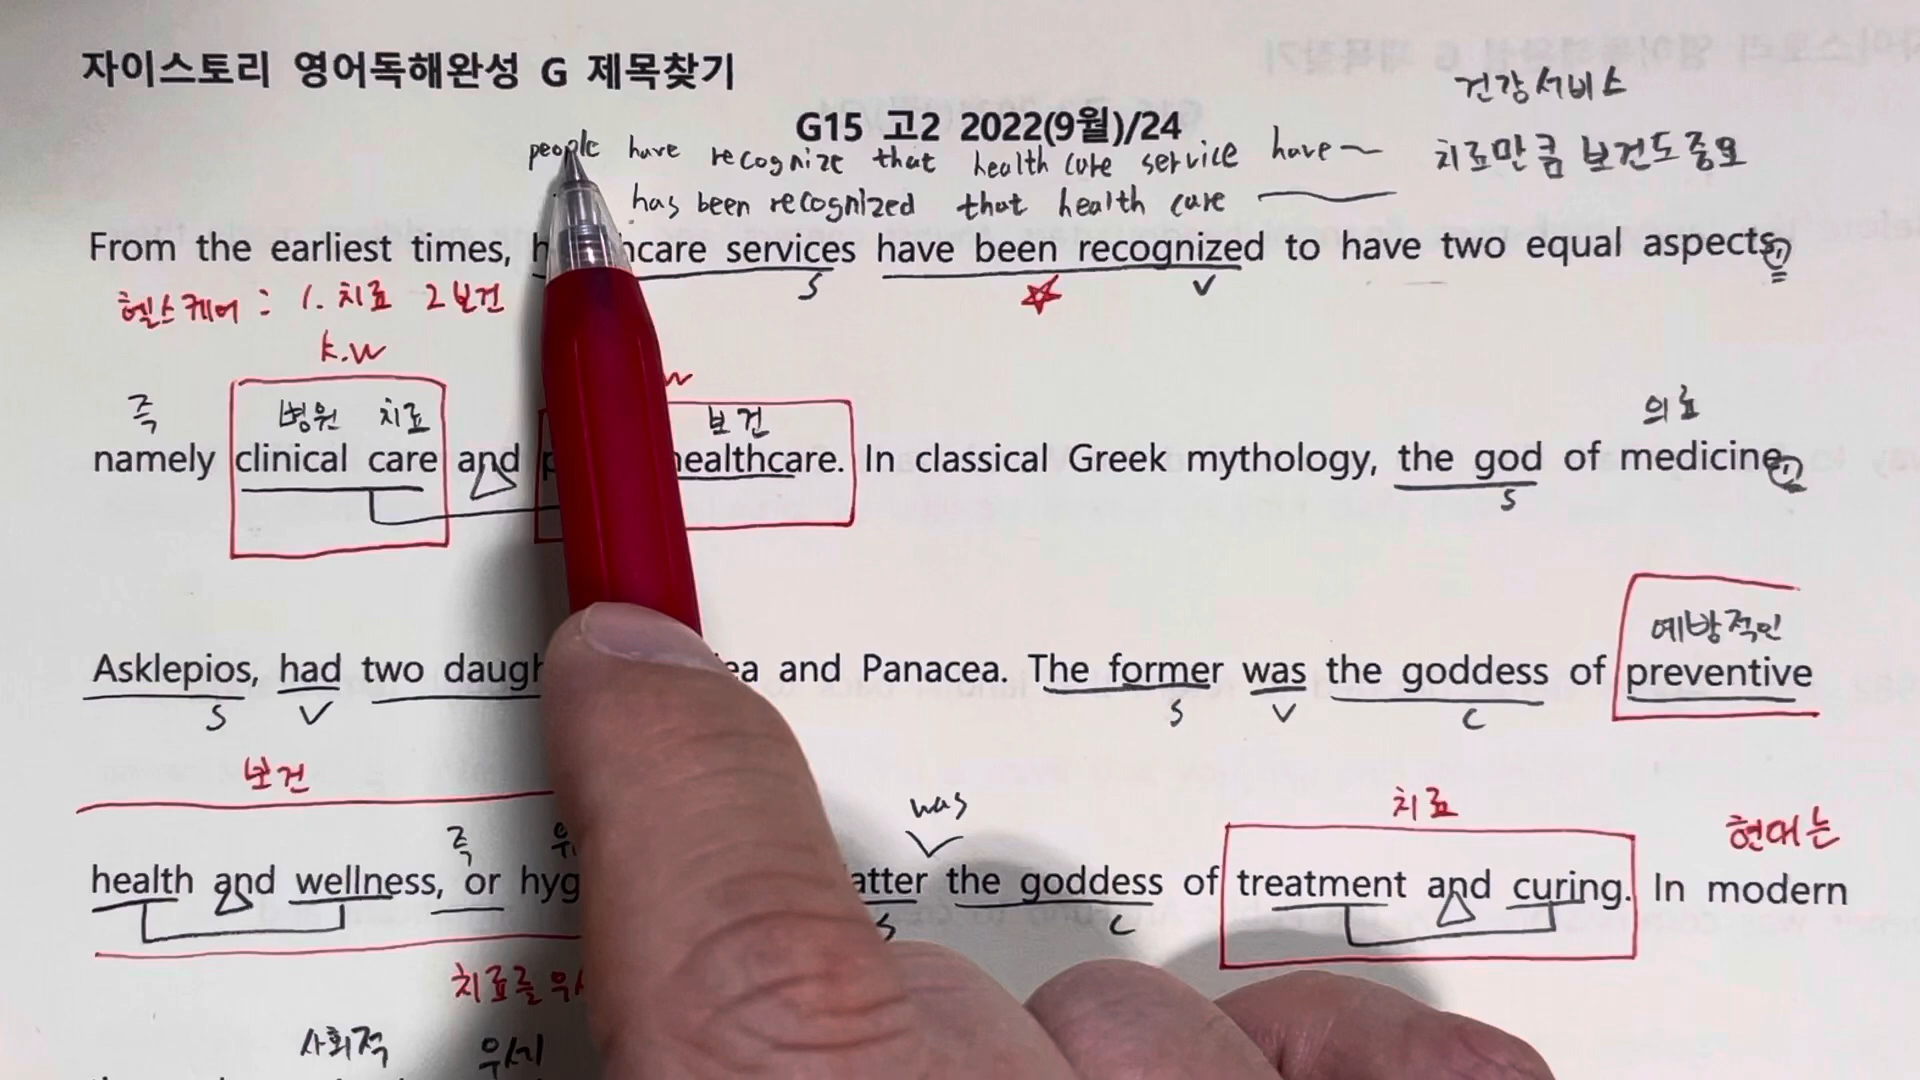 자이스토리 영어독해완성 G 제목찾기
건강서비스
G15 고2 2022(9월)/24
people have recognize that health care service have
치료만큼 보건도 중요
has been recognized that health care
From the earliest times, care services have been recognized to have two equal aspects,
S V
헬스케어 : 1. 치료 2 보건
K.W
즉 병원 치료 보건 의료
namely clinical care and healthcare. In classical Greek mythology, the god of medicine,
S
예방적인
Asklepios, had two and Panacea. The former was the goddess of preventive
S V S V C
보건 was 치료 현대는
즉
health and wellness, or the goddess of treatment and curing. In modern
S C
치료를
사회적 우시